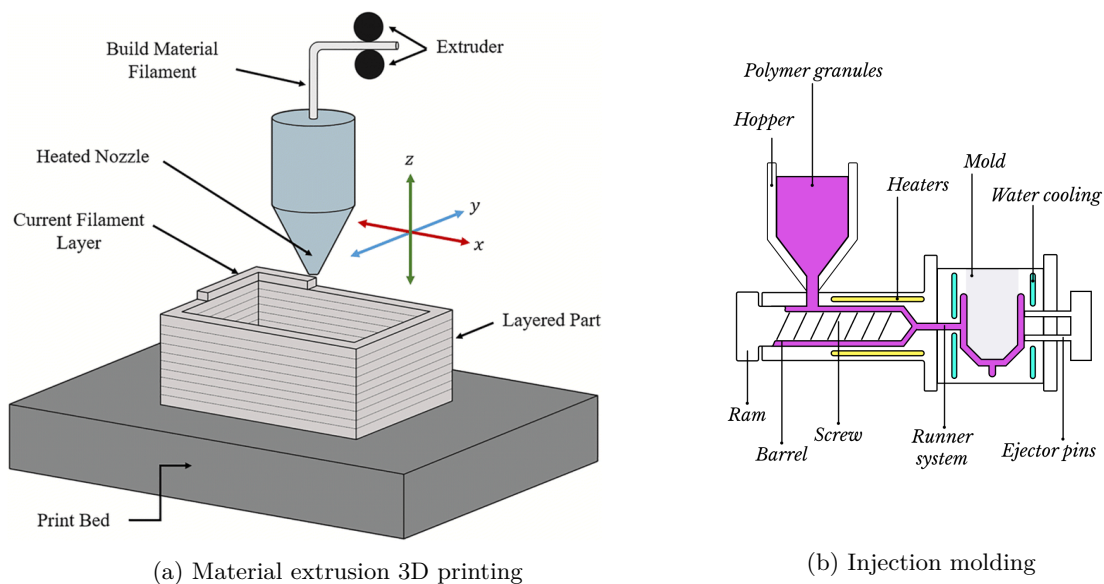 Build Material
Filament
Extruder
Heated Nozzle
z
y
x
Current Filament
Layer
Layered Part
Print Bed
(a) Material extrusion 3D printing
Polymer granules
Hopper
Mold
Heaters
Water cooling
Ram
Barrel
Screw
Runner
system
Ejector pins
(b) Injection molding